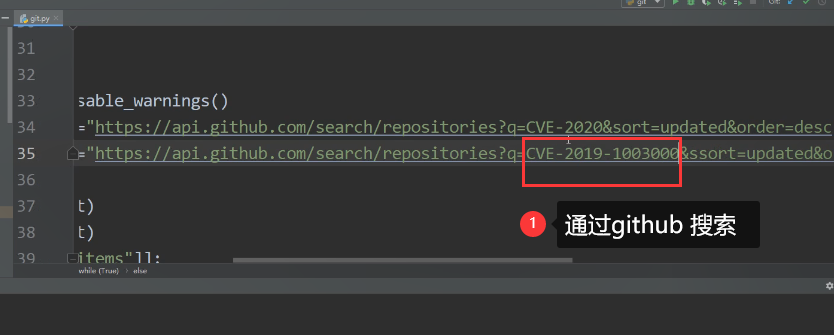 git
Git:
git.py
31
32
33 sable_warnings()
34 ="https://api.github.com/search/repositories?q=CVE-2020&sort=updated&order=desc
35 ="https://api.github.com/search/repositories?q=CVE-2019-1003000&ssort=updated&o
36
37 t)
38 t)
39 items"]]:
1 通过github 搜索
while (True) › else